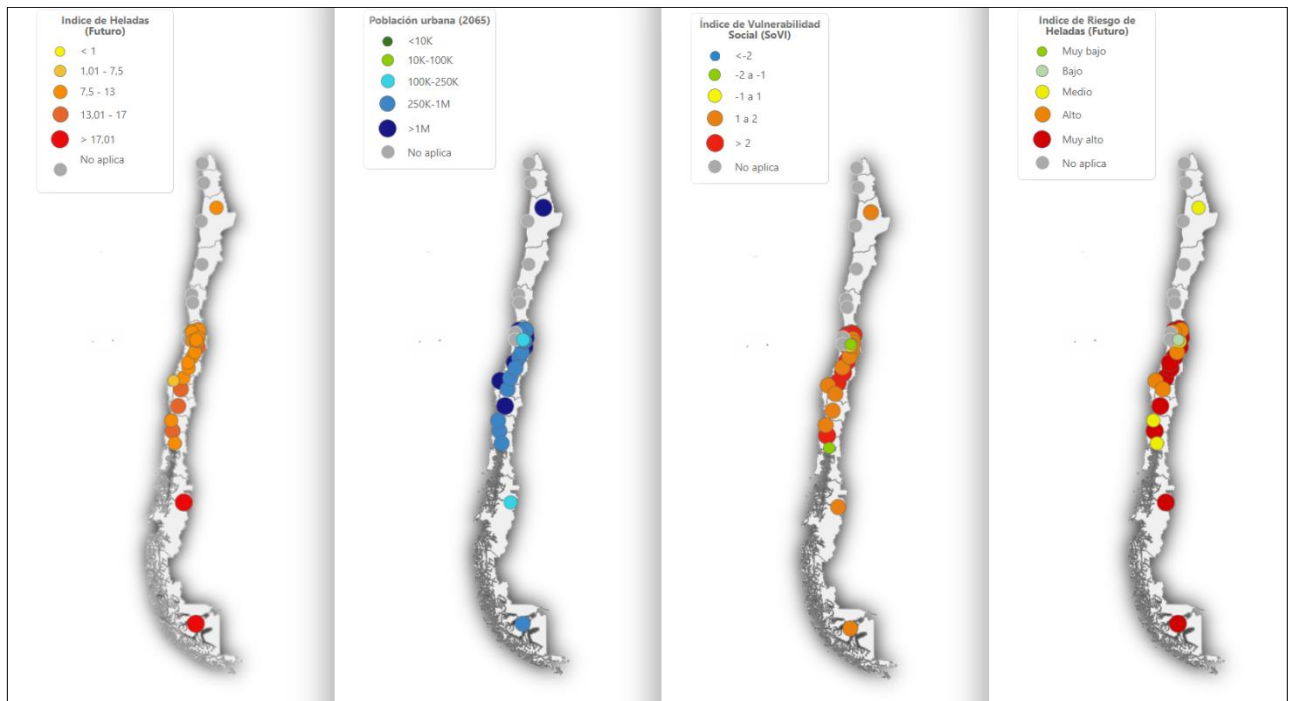 Indice de Heladas
(Futuro)
< 1
1,01 - 7,5
7,5 - 13
13,01 - 17
> 17,01
No aplica
Población urbana (2065)
<10K
10K-100K
100K-250K
250K-1M
>1M
No aplica
Índice de Vulnerabilidad
Social (SoVI)
<-2
-2 a -1
-1 a 1
1 a 2
> 2
No aplica
Indice de Riesgo de
Heladas (Futuro)
Muy bajo
Bajo
Medio
Alto
Muy alto
No aplica